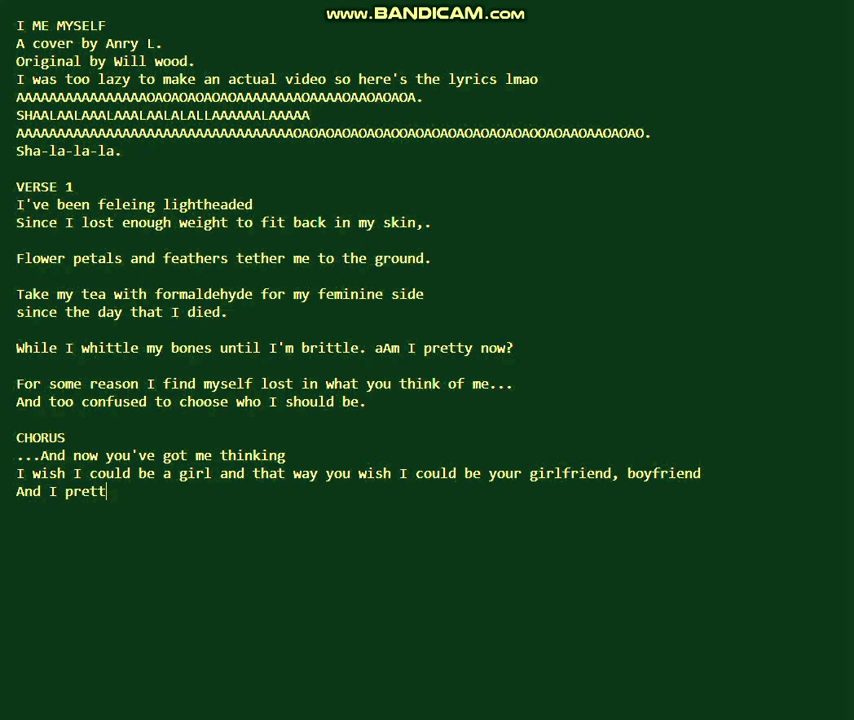 www.BANDICAM.com
I ME MYSELF
A cover by Anry L.
Original by Will wood.
I was too lazy to make an actual video so here's the lyrics lmao
AAAAAAAAAAAAAAAAOAOAOAOAOAOAAAAAAAAOAAAAOAAOAOAOA.
SHAALAALAAALAAALAALALALLAAAAAALAAAAA
AAAAAAAAAAAAAAAAAAAAAAAAAAAAAAAAAAOAOAOAOAOAOAOOAOAOAOAOAOAOAOAOOAOAAOAAOAOAO.
Sha-la-la-la.
VERSE 1
I've been feleing lightheaded
Since I lost enough weight to fit back in my skin,.
Flower petals and feathers tether me to the ground.
Take my tea with formaldehyde for my feminine side
since the day that I died.
While I whittle my bones until I'm brittle. aAm I pretty now?
For some reason I find myself lost in what you think of me...
And too confused to choose who I should be.
CHORUS
...And now you've got me thinking
I wish I could be a girl and that way you wish I could be your girlfriend, boyfriend
And I prett